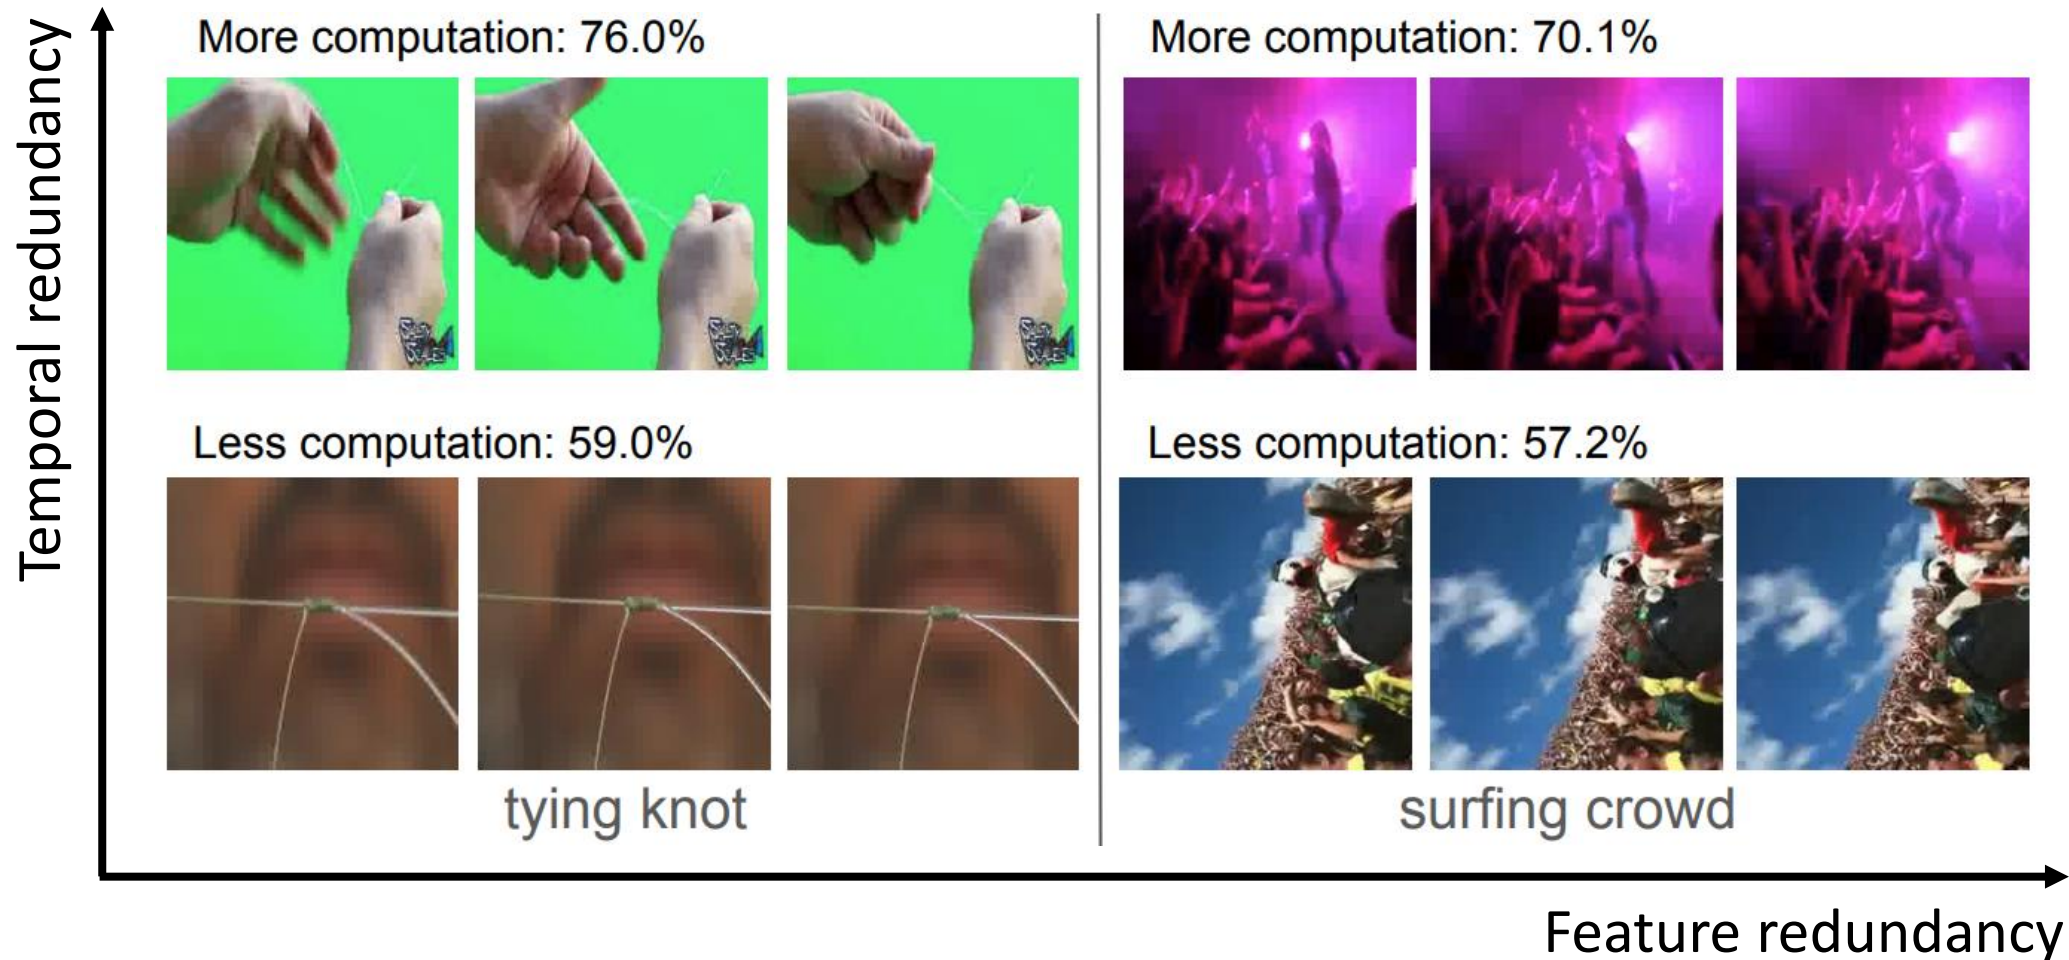 Temporal redundancy
More computation: 76.0%
More computation: 70.1%
Less computation: 59.0%
Less computation: 57.2%
tying knot
surfing crowd
Feature redundancy